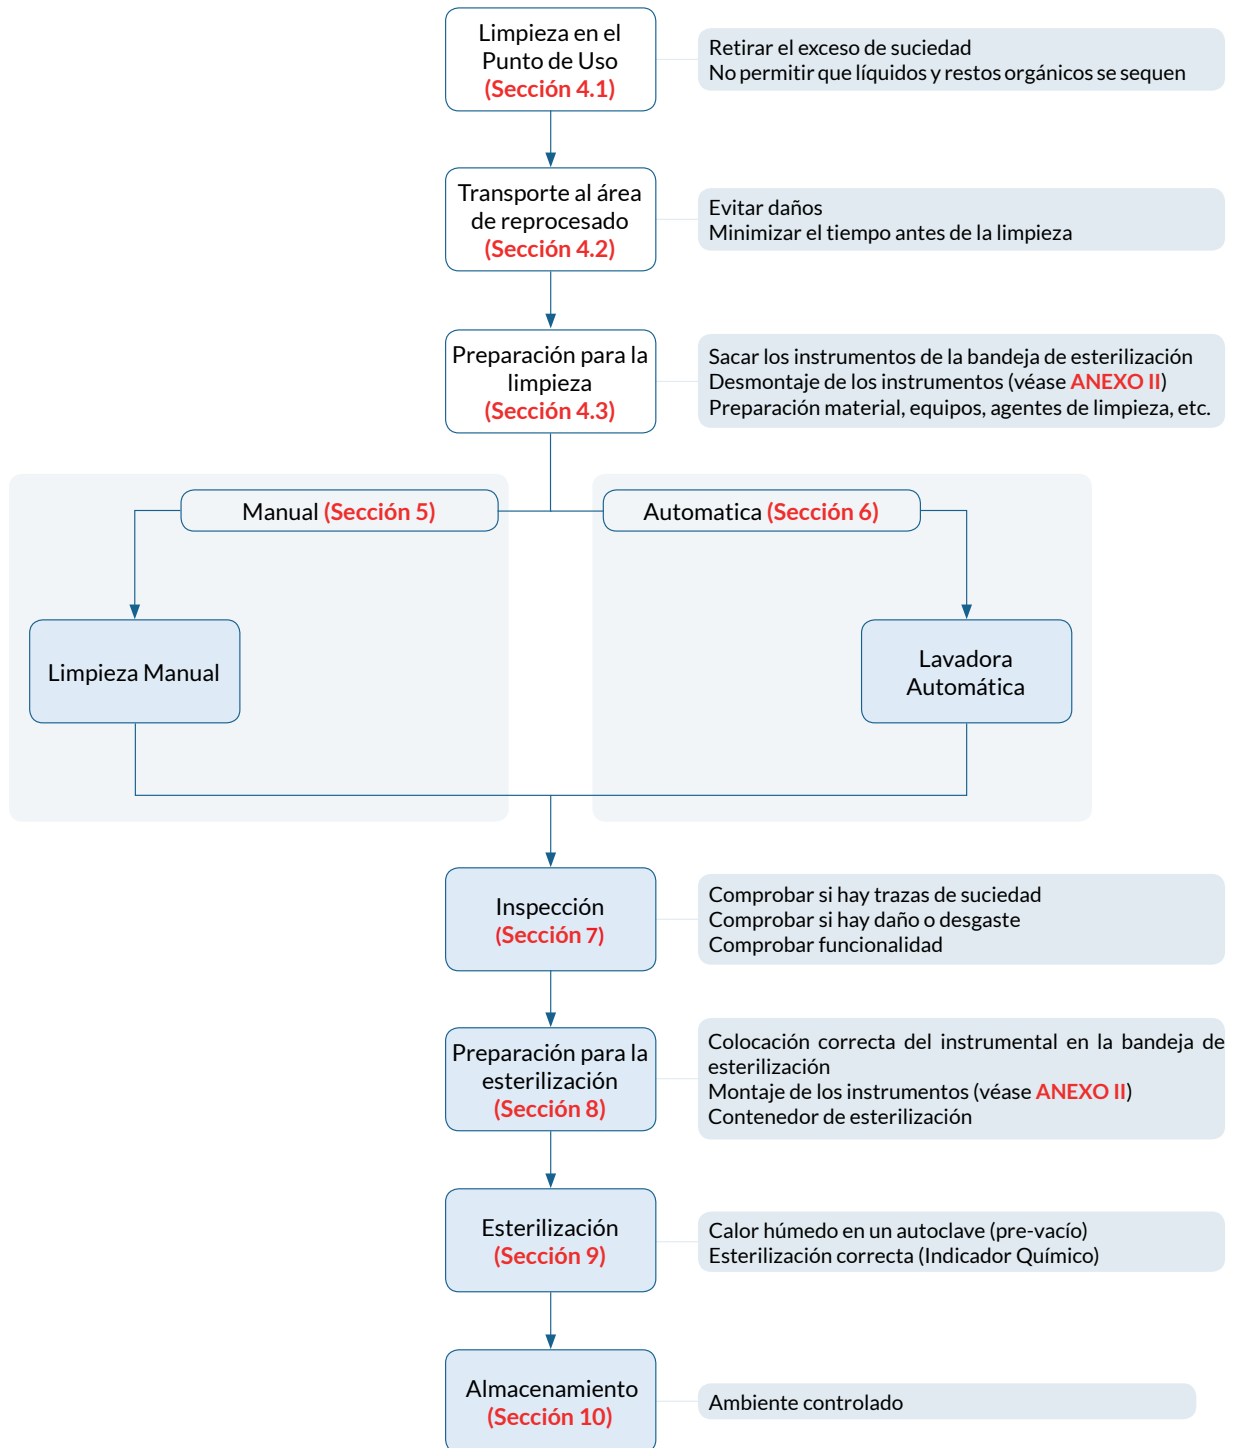 Limpieza en el
Punto de Uso
(Sección 4.1)
Retirar el exceso de suciedad
No permitir que líquidos y restos orgánicos se sequen
Transporte al área
de reprocesado
(Sección 4.2)
Evitar daños
Minimizar el tiempo antes de la limpieza
Preparación para la
limpieza
(Sección 4.3)
Sacar los instrumentos de la bandeja de esterilización
Desmontaje de los instrumentos (véase ANEXO II)
Preparación material, equipos, agentes de limpieza, etc.
Manual (Sección 5)
Automatica (Sección 6)
Limpieza Manual
Lavadora
Automática
Inspección
(Sección 7)
Comprobar si hay trazas de suciedad
Comprobar si hay daño o desgaste
Comprobar funcionalidad
Preparación para la
esterilización
(Sección 8)
Colocación correcta del instrumental en la bandeja de
esterilización
Montaje de los instrumentos (véase ANEXO II)
Contenedor de esterilización
Esterilización
(Sección 9)
Calor húmedo en un autoclave (pre-vacío)
Esterilización correcta (Indicador Químico)
Almacenamiento
(Sección 10)
Ambiente controlado